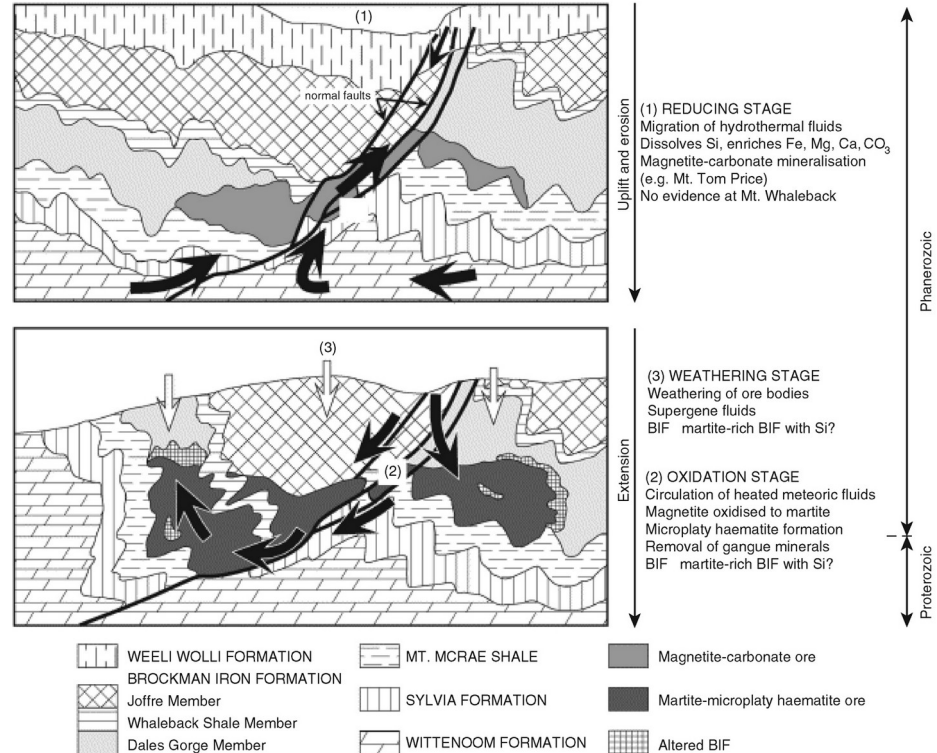 (1)
normal faults
2
Uplift and erosion
(1) REDUCING STAGE
Migration of hydrothermal fluids
Dissolves Si, enriches Fe, Mg, Ca, CO3
Magnetite-carbonate mineralisation
(e.g. Mt. Tom Price)
No evidence at Mt. Whaleback
Phanerozoic
(3)
(2)
Extension
(3) WEATHERING STAGE
Weathering of ore bodies
Supergene fluids
BIF martite-rich BIF with Si?
(2) OXIDATION STAGE
Circulation of heated meteoric fluids
Magnetite oxidised to martite
Microplaty haematite formation
Removal of gangue minerals
BIF martite-rich BIF with Si?
Proterozoic
WEELI WOLLI FORMATION
BROCKMAN IRON FORMATION
Joffre Member
Whaleback Shale Member
Dales Gorge Member
MT. MCRAE SHALE
SYLVIA FORMATION
WITTENOOM FORMATION
Magnetite-carbonate ore
Martite-microplaty haematite ore
Altered BIF